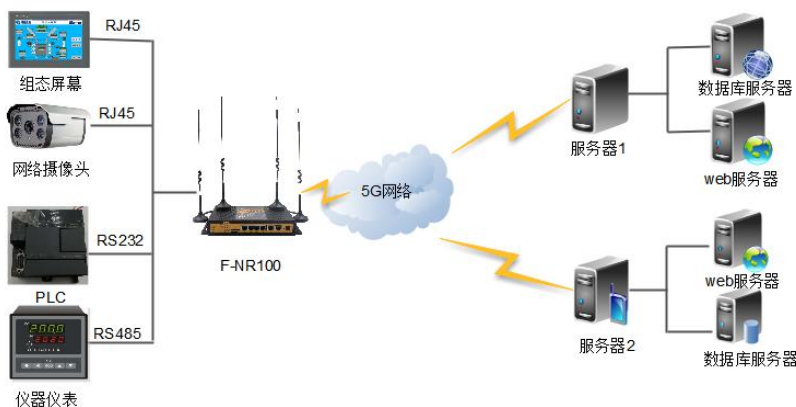 RJ45
组态屏幕
RJ45
网络摄像头
RS232
PLC
RS485
仪器仪表
F-NR100
5G网络
服务器1
数据库服务器
web服务器
服务器2
web服务器
数据库服务器